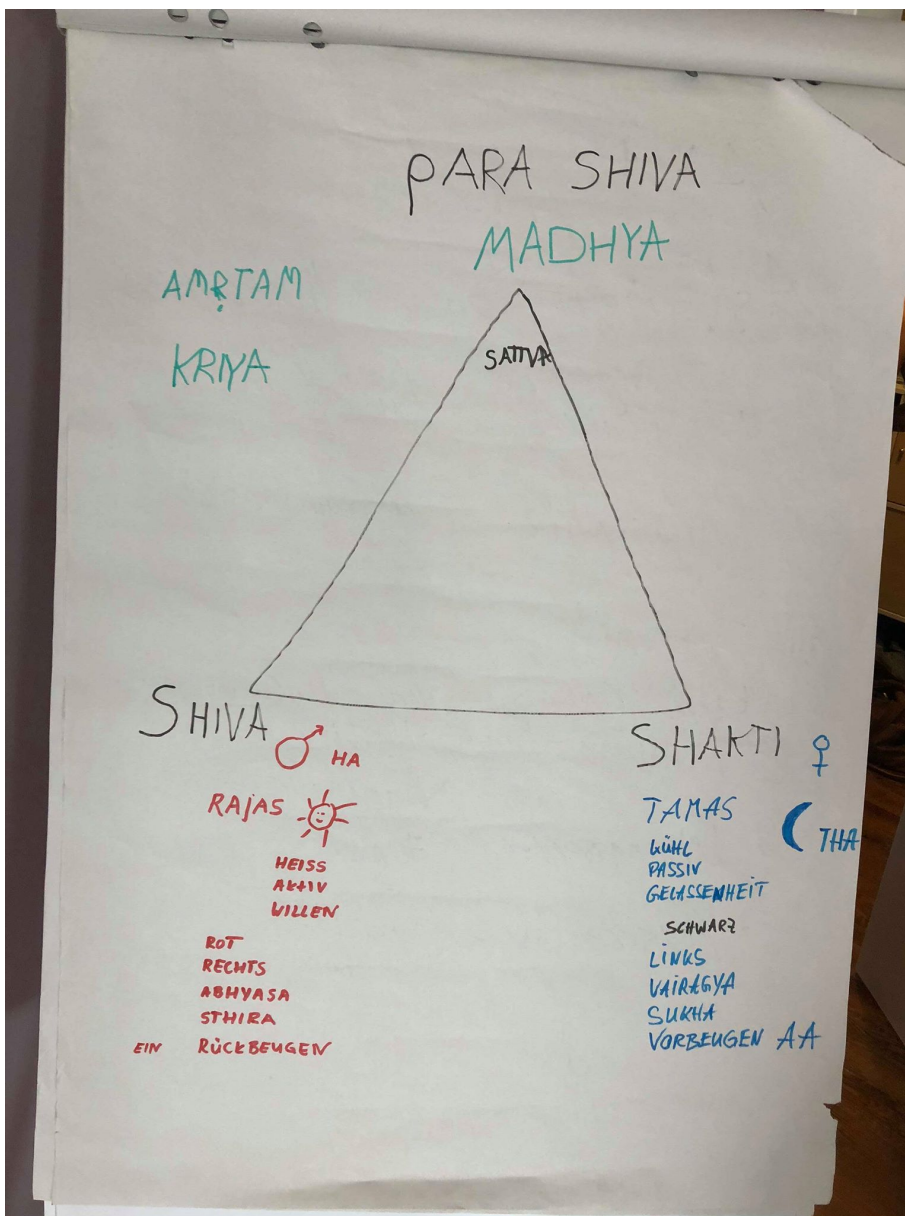 PARA SHIVA
MADHYA
AMṚTAM
KRIYA
SATTVA
SHIVA ♂ HA
RAJAS
HEISS
AKTIV
WILLEN
ROT
RECHTS
ABHYASA
STHIRA
EIN RÜCKBEUGEN
SHAKTI ♀
TAMAS
THA
KÜHL
PASSIV
GELASSENHEIT
SCHWARZ
LINKS
VAIRAGYA
SUKHA
VORBEUGEN AA